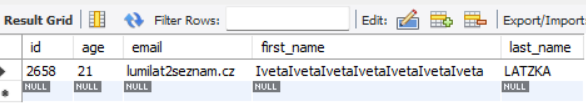 Result Grid Filter Rows: Edit: Export/Import
id age email first_name last_name
2658 21 lumilat2seznam.cz IvetaIvetaIvetaIvetaIvetaIvetaIveta LATZKA
NULL NULL NULL NULL NULL